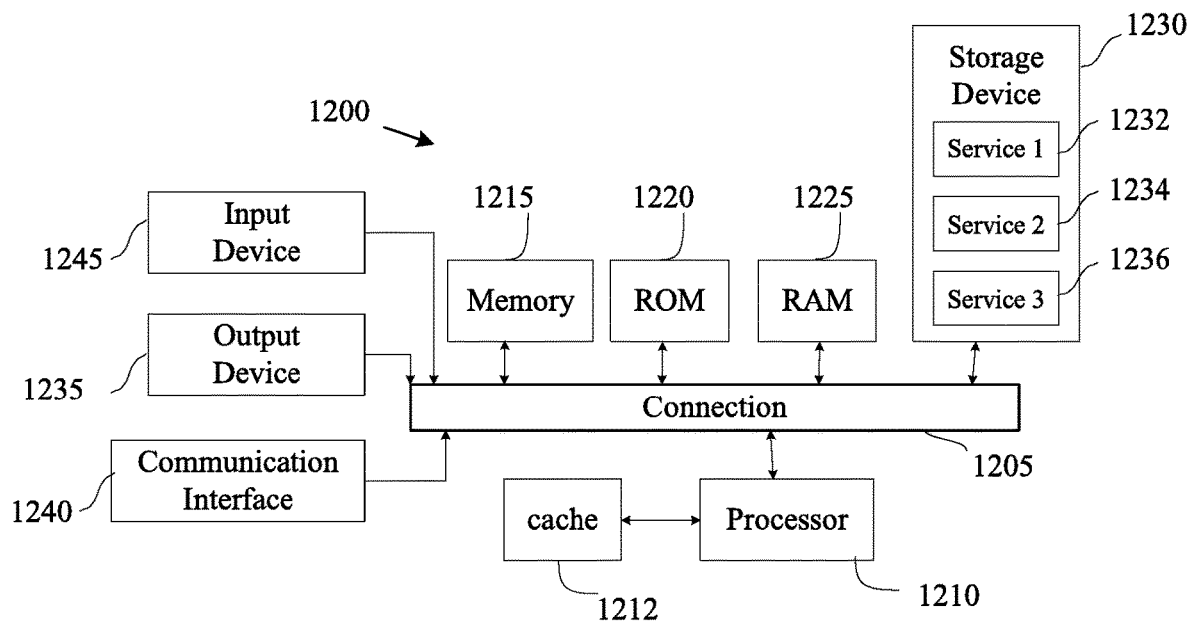 1230
Storage
Device
1200
1232
Service 1
1215
1220
1225
1234
Input
Device
Service 2
1245
1236
Memory
ROM
RAM
Service 3
Output
Device
1235
Connection
Communication
Interface
1205
1240
cache
Processor
1212
1210